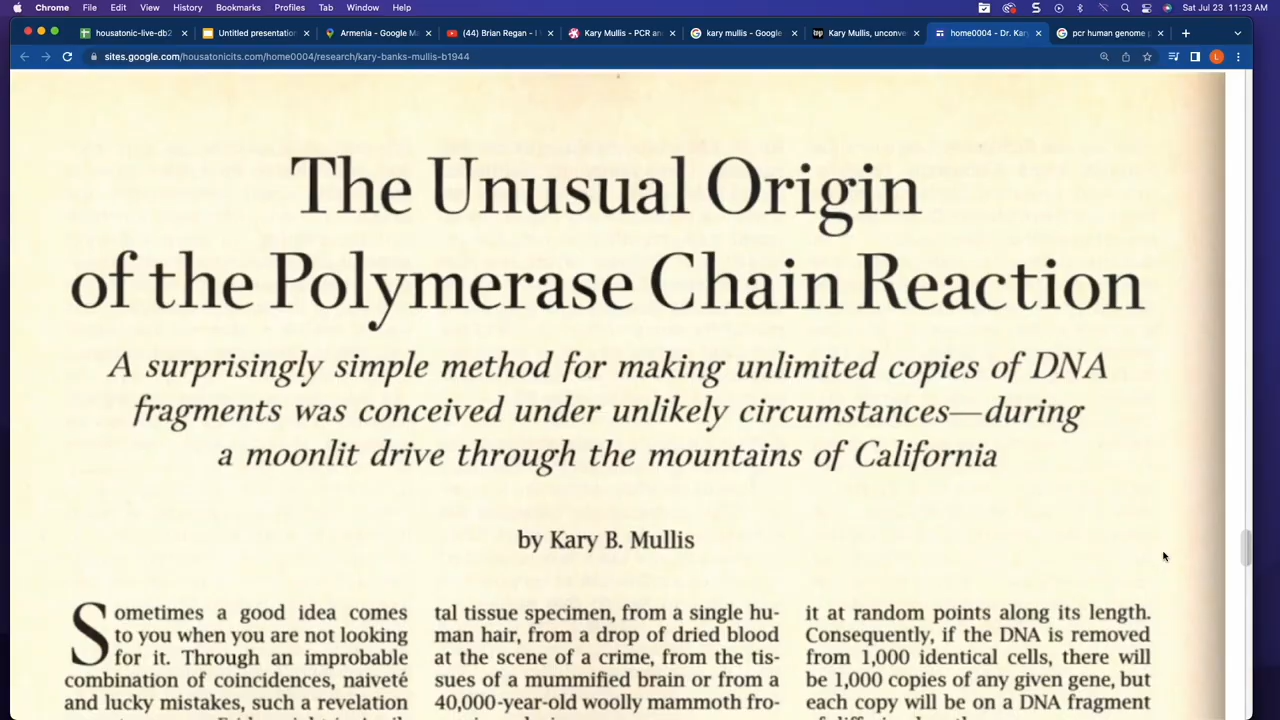 Chrome File Edit View History Bookmarks Profiles Tab Window Help Sat Jul 23 11:23 AM
housatonic-live-db2 Untitled presentation Armenia - Google Ma (44) Brian Regan - I Kary Mullis - PCR and kary mullis - Google Kary Mullis, unconve home0004 - Dr. Kary pcr human genome p
sites.google.com/housatonicits.com/home0004/research/kary-banks-mullis-b1944
The Unusual Origin
of the Polymerase Chain Reaction
A surprisingly simple method for making unlimited copies of DNA
fragments was conceived under unlikely circumstances—during
a moonlit drive through the mountains of California
by Kary B. Mullis
Sometimes a good idea comes
to you when you are not looking
for it. Through an improbable
combination of coincidences, naiveté
and lucky mistakes, such a revelation
tal tissue specimen, from a single hu-
man hair, from a drop of dried blood
at the scene of a crime, from the tis-
sues of a mummified brain or from a
40,000-year-old woolly mammoth fro-
it at random points along its length.
Consequently, if the DNA is removed
from 1,000 identical cells, there will
be 1,000 copies of any given gene, but
each copy will be on a DNA fragment